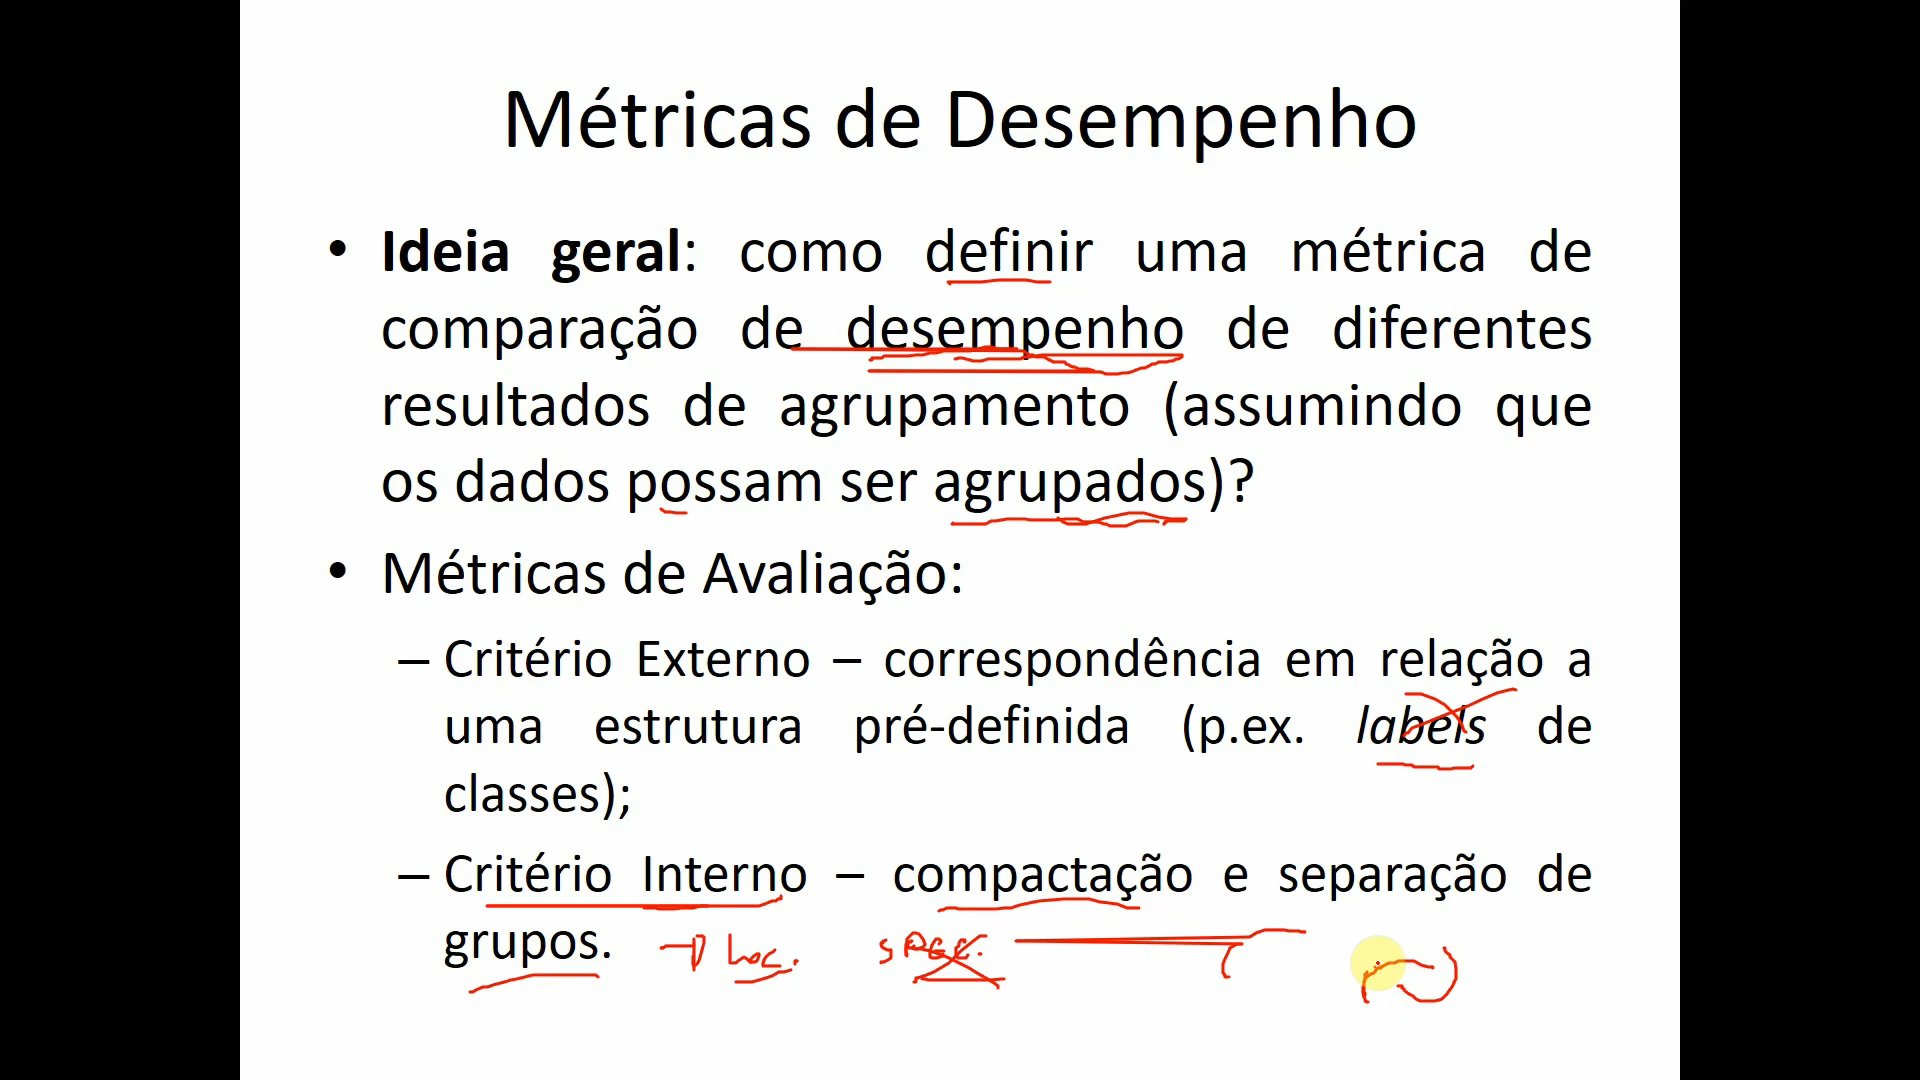 Métricas de Desempenho
• Ideia geral: como definir uma métrica de
comparação de desempenho de diferentes
resultados de agrupamento (assumindo que
os dados possam ser agrupados)?
• Métricas de Avaliação:
– Critério Externo – correspondência em relação a
uma estrutura pré-definida (p.ex. labels de
classes);
– Critério Interno – compactação e separação de
grupos.